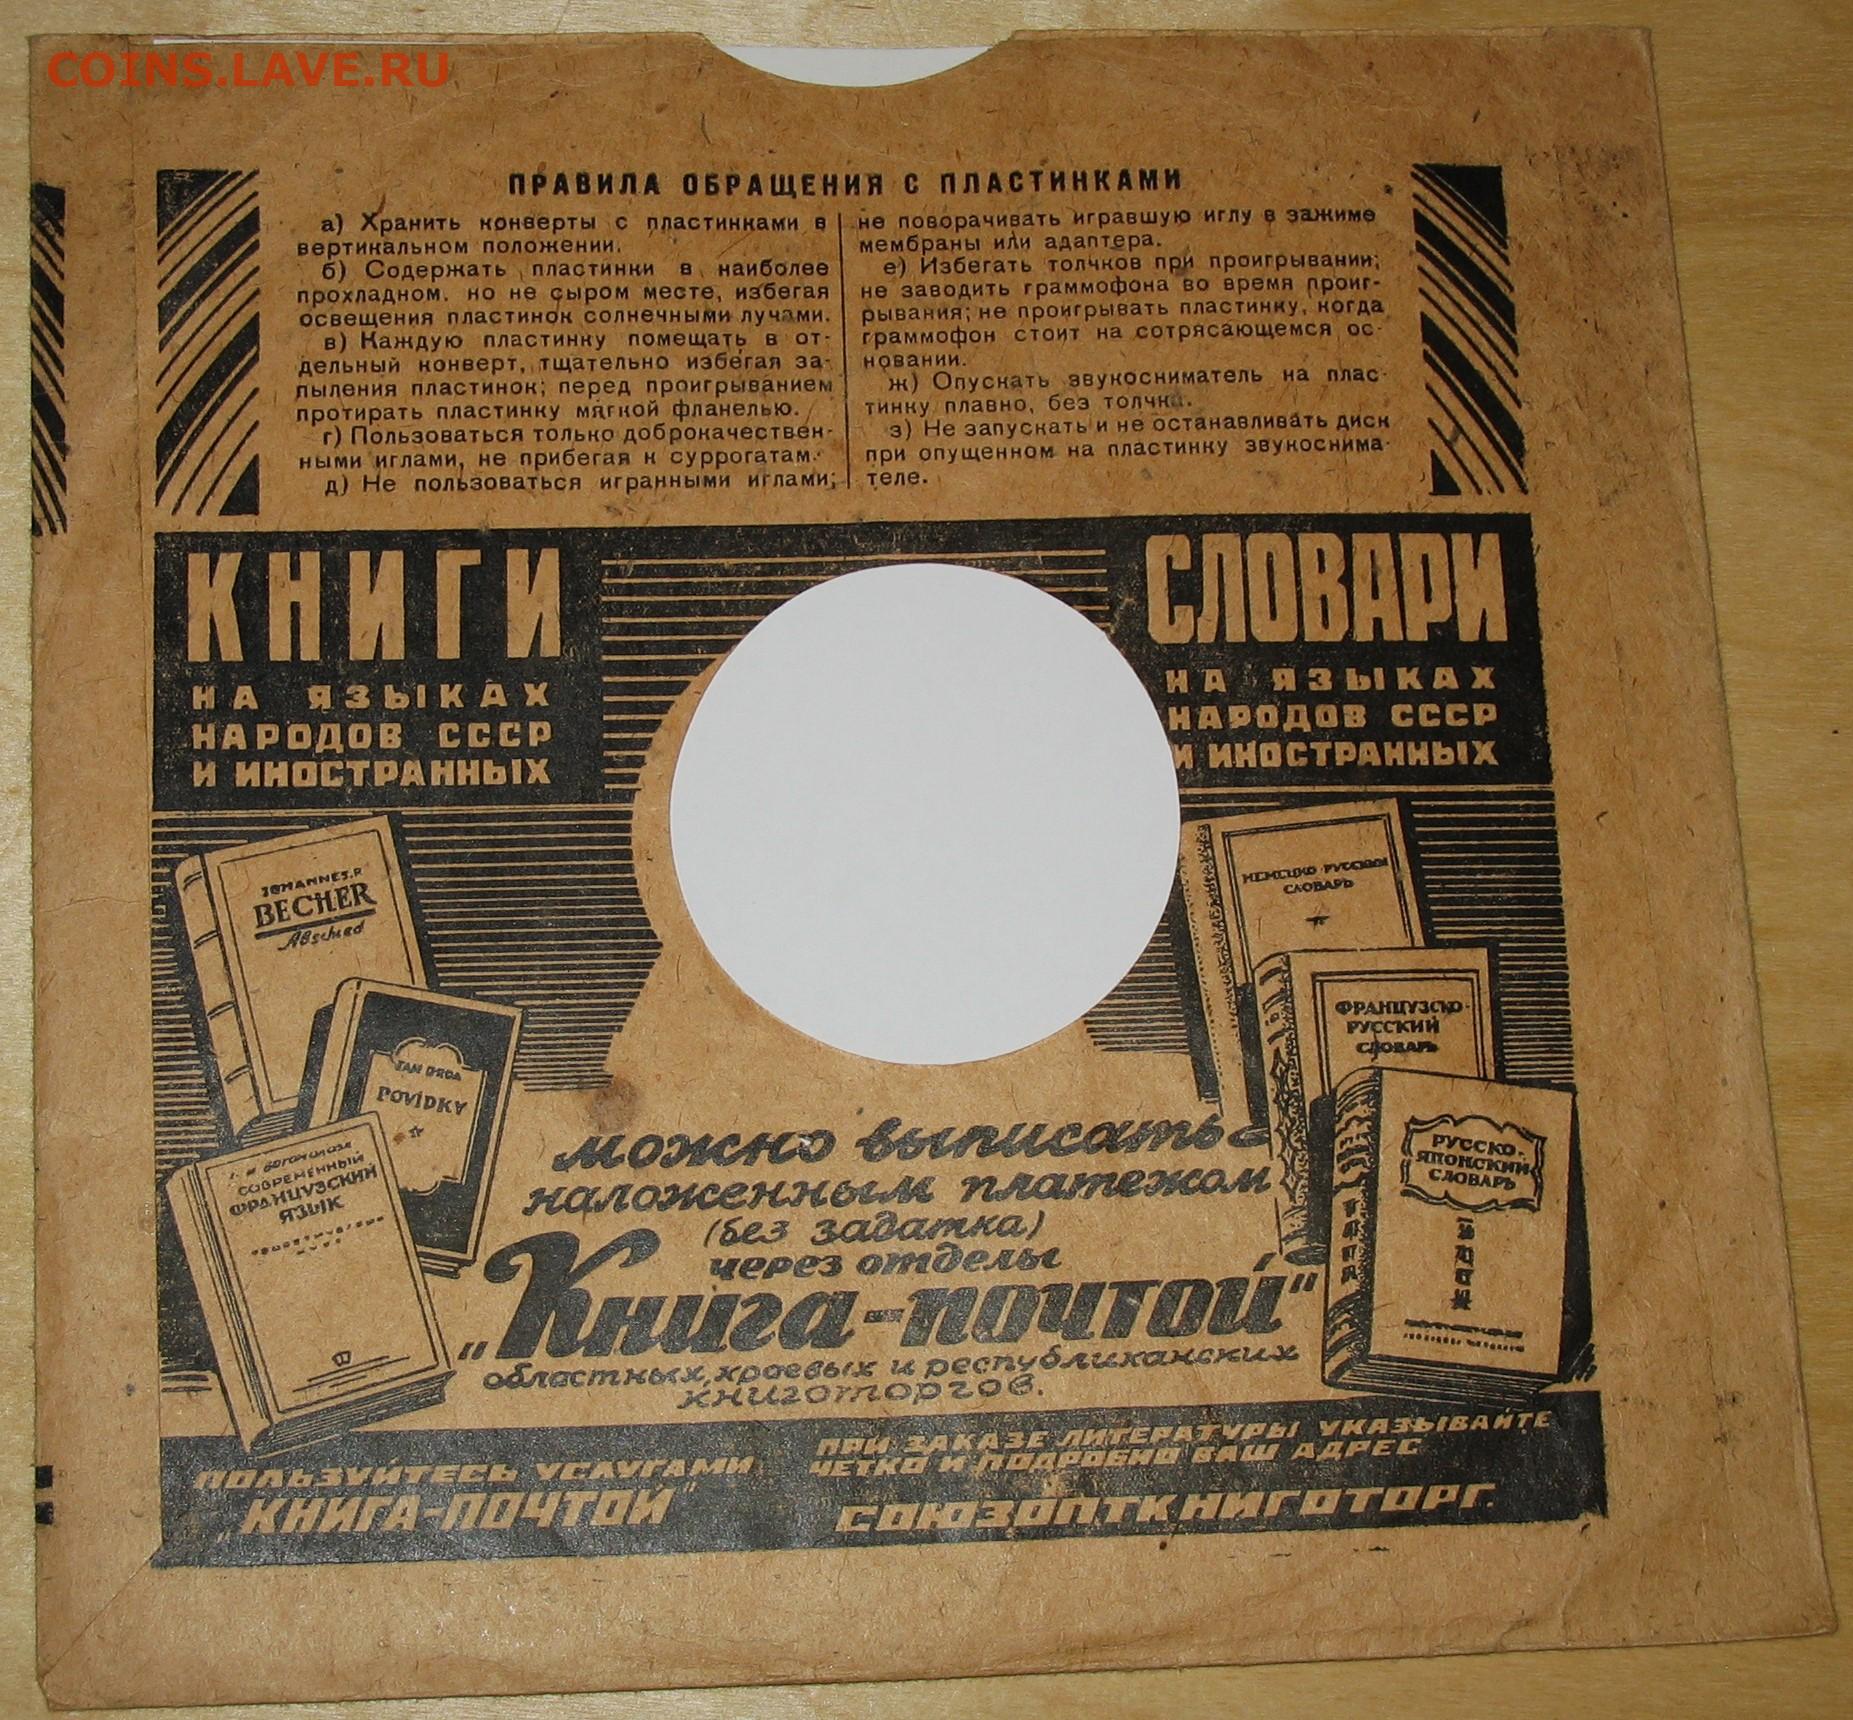 COINS.LAVE.RU
ПРАВИЛА ОБРАЩЕНИЯ С ПЛАСТИНКАМИ
а) Хранить конверты с пластинками в
вертикальном положении.
б) Содержать пластинки в наиболее
прохладном. но не сыром месте, избегая
освещения пластинок солнечными лучами.
в) Каждую пластинку помещать в от-
дельный конверт, тщательно избегая за-
пыления пластинок; перед проигрыванием
протирать пластинку мягкой фланелью.
г) Пользоваться только доброкачествен-
ными иглами, не прибегая к суррогатам.
д) Не пользоваться игранными иглами;
не поворачивать игравшую иглу в зажиме
мембраны или адаптера.
е) Избегать толчков при проигрывании;
не заводить граммофона во время проиг-
рывания; не проигрывать пластинку, когда
граммофон стоит на сотрясающемся ос-
новании.
ж) Опускать звукосниматель на плас-
тинку плавно, без толчка.
з) Не запускать и не останавливать диск
при опущенном на пластинку звукоснима-
теле.
КНИГИ
НА ЯЗЫКАХ
НАРОДОВ СССР
И ИНОСТРАННЫХ
СЛОВАРИ
НА ЯЗЫКАХ
НАРОДОВ СССР
И ИНОСТРАННЫХ
JOHANNES.R
BECHER
Abschied
JAN DRDA
POVÍDKY
СОВРЕМЕННЫЙ
ФРАНЦУЗСКИЙ
ЯЗЫК
НЕМЕЦКО РУССКИЙ
СЛОВАРЬ
ФРАНЦУЗСКО-
РУССКИЙ
СЛОВАРЬ
РУССКО-
ЯПОНСКИЙ
СЛОВАРЬ
можно выписать
наложенным платежом
(без задатка)
через отделы
„Книга-почтой"
областных, краевых и республиканских
книготоргов.
ПОЛЬЗУЙТЕСЬ УСЛУГАМИ
„КНИГА-ПОЧТОЙ"
ПРИ ЗАКАЗЕ ЛИТЕРАТУРЫ УКАЗЫВАЙТЕ
ЧЕТКО И ПОДРОБНО ВАШ АДРЕС
СОЮЗОПТКНИГОТОРГ.